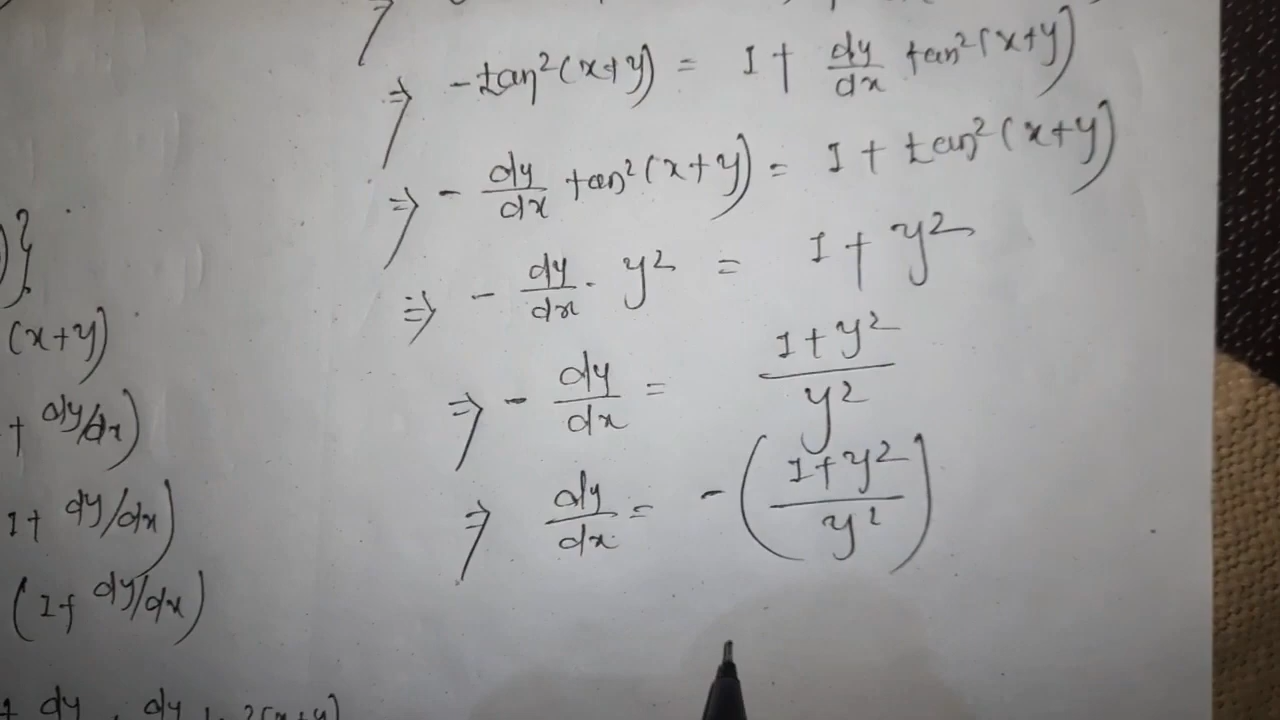 ⇒ -tan²(x+y) = 1 + dy/dx tan²(x+y)
⇒ - dy/dx tan²(x+y) = 1 + tan²(x+y)
⇒ - dy/dx . y² = 1 + y²
⇒ - dy/dx = 1+y²/y²
⇒ dy/dx = -(1+y²/y²)
)}
(x+y)
+ dy/dx)
1+ dy/dx)
(1+ dy/dx)